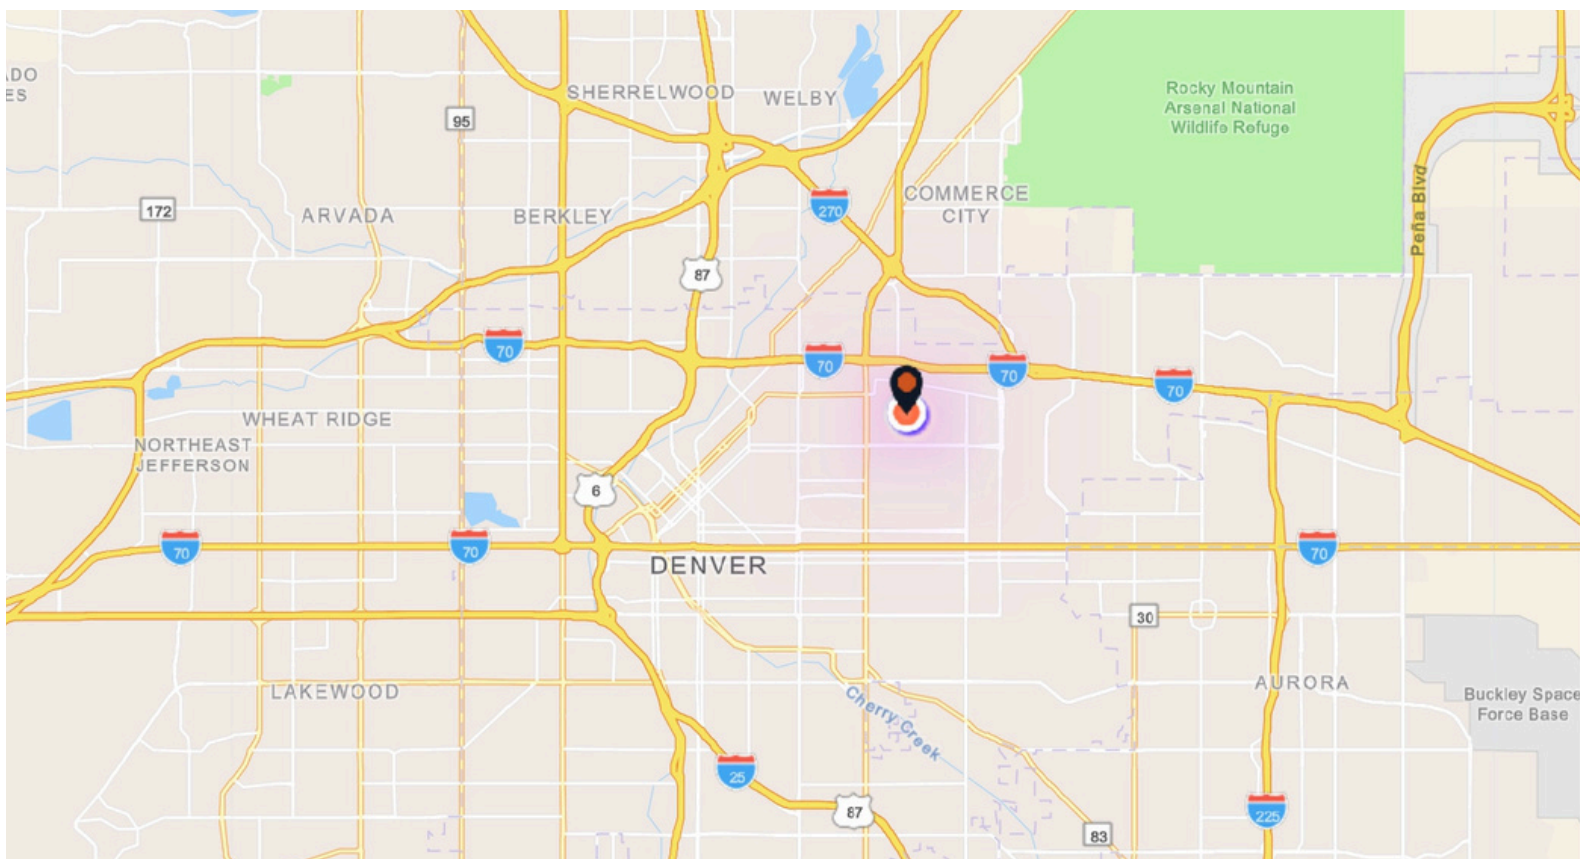 ADO
ES
SHERRELWOOD
WELBY
Rocky Mountain
Arsenal National
Wildlife Refuge
95
172
ARVADA
BERKLEY
270
COMMERCE
CITY
Peña Blvd
87
70
70
70
70
WHEAT RIDGE
NORTHEAST
JEFFERSON
6
70
70
70
DENVER
30
LAKEWOOD
AURORA
Buckley Space
Force Base
Cherry Creek
25
87
225
83